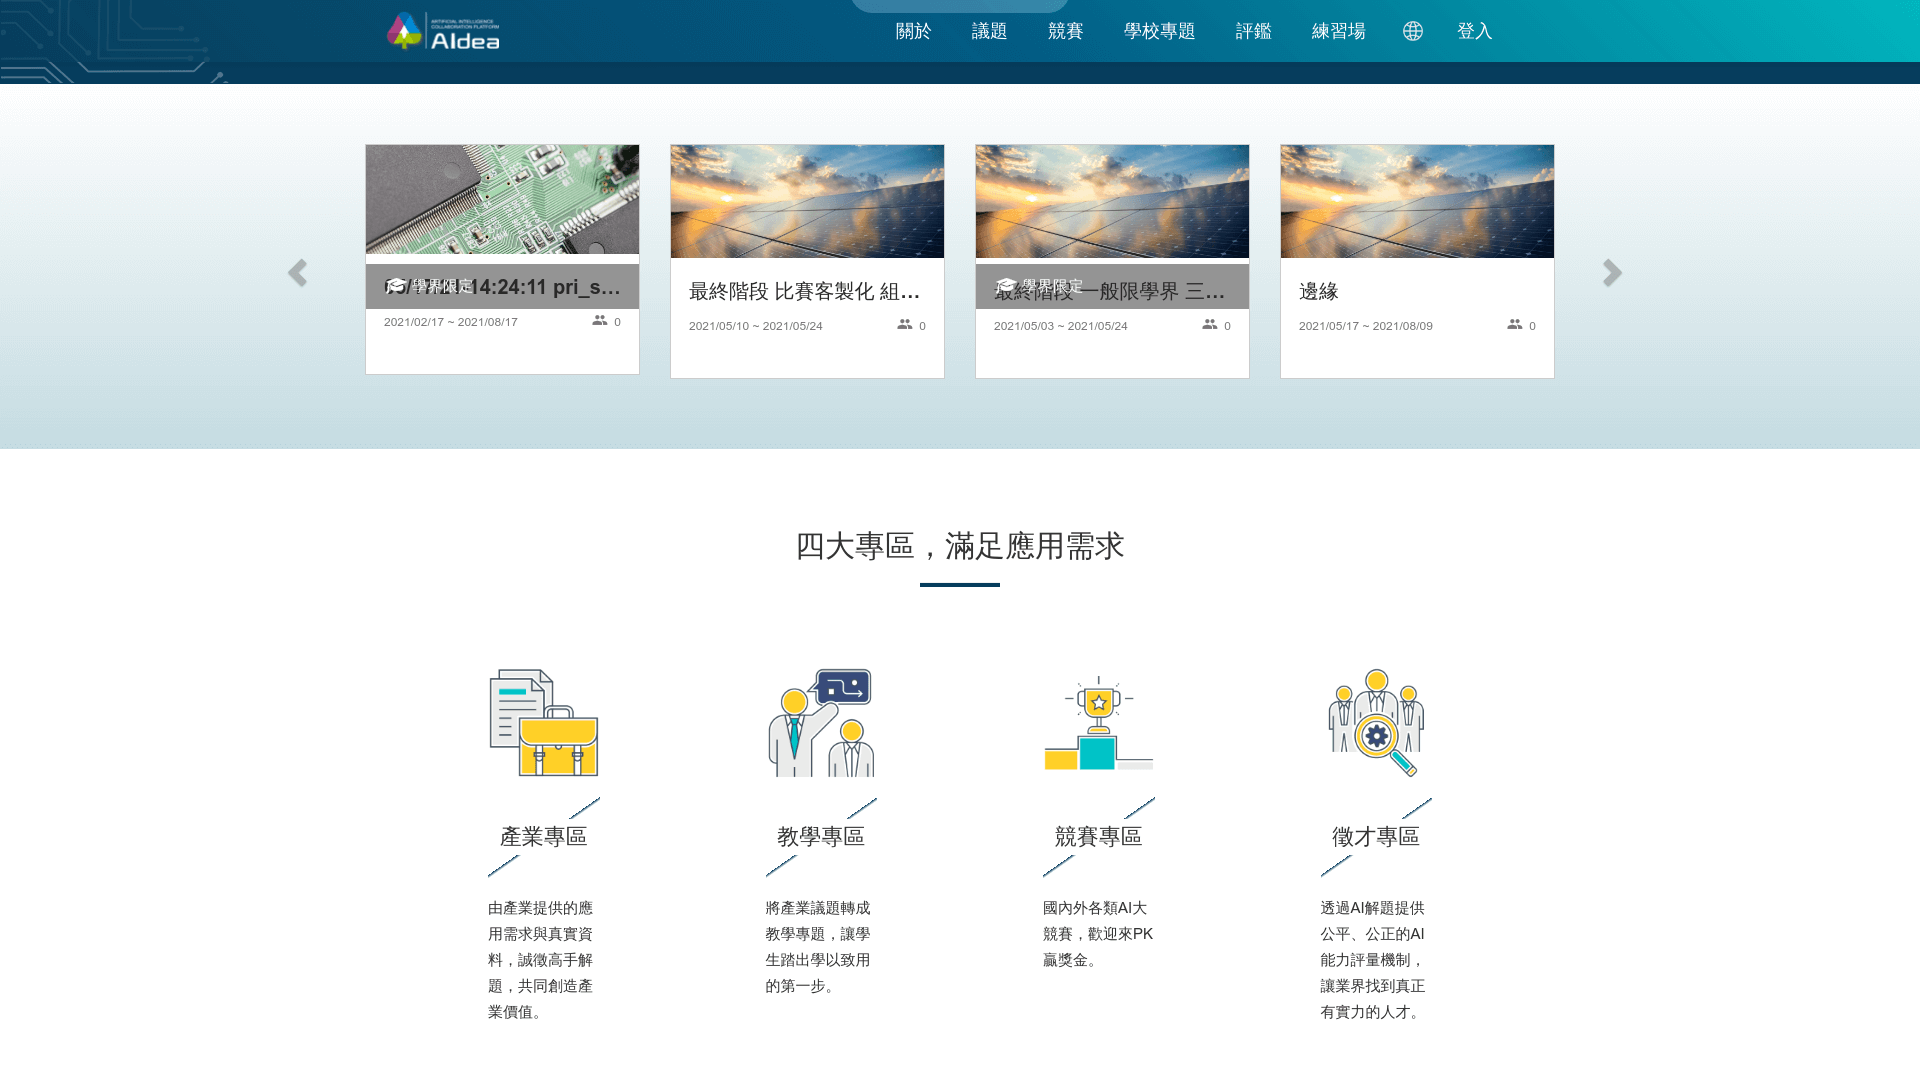 ARTIFICIAL INTELLIGENCE
COLLABORATION PLATFORM
AIdea
關於
議題
競賽
學校專題
評鑑
練習場
登入
14:24:11 pri_s...
學界限定
2021/02/17 ~ 2021/08/17
0
最終階段 比賽客製化 組...
2021/05/10 ~ 2021/05/24
0
最終階段 一般限學界 三...
學界限定
2021/05/03 ~ 2021/05/24
0
邊緣
2021/05/17 ~ 2021/08/09
0
四大專區，滿足應用需求
產業專區
由產業提供的應
用需求與真實資
料，誠徵高手解
題，共同創造產
業價值。
教學專區
將產業議題轉成
教學專題，讓學
生踏出學以致用
的第一步。
競賽專區
國內外各類AI大
競賽，歡迎來PK
贏獎金。
徵才專區
透過AI解題提供
公平、公正的AI
能力評量機制，
讓業界找到真正
有實力的人才。